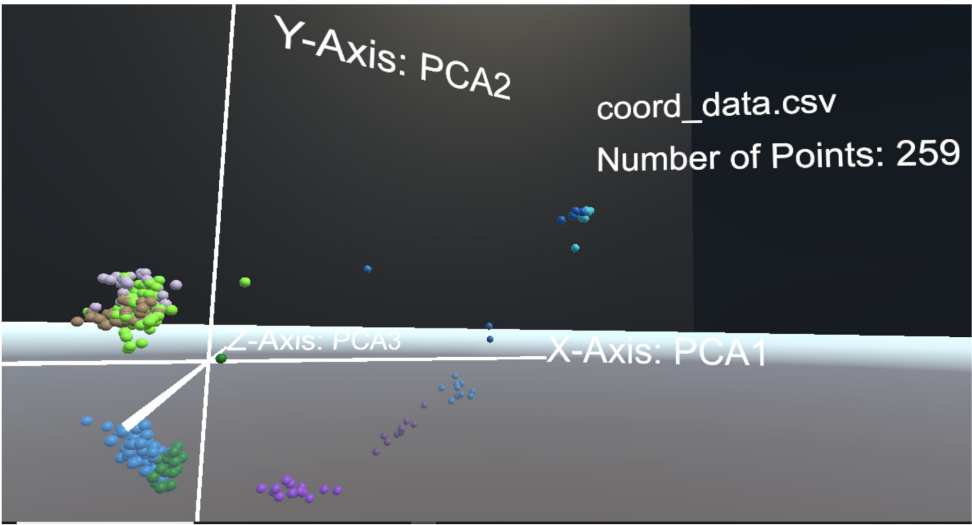 Y-Axis: PCA2
coord_data.csv
Number of Points: 259
Z-Axis: PCA3
X-Axis: PCA1